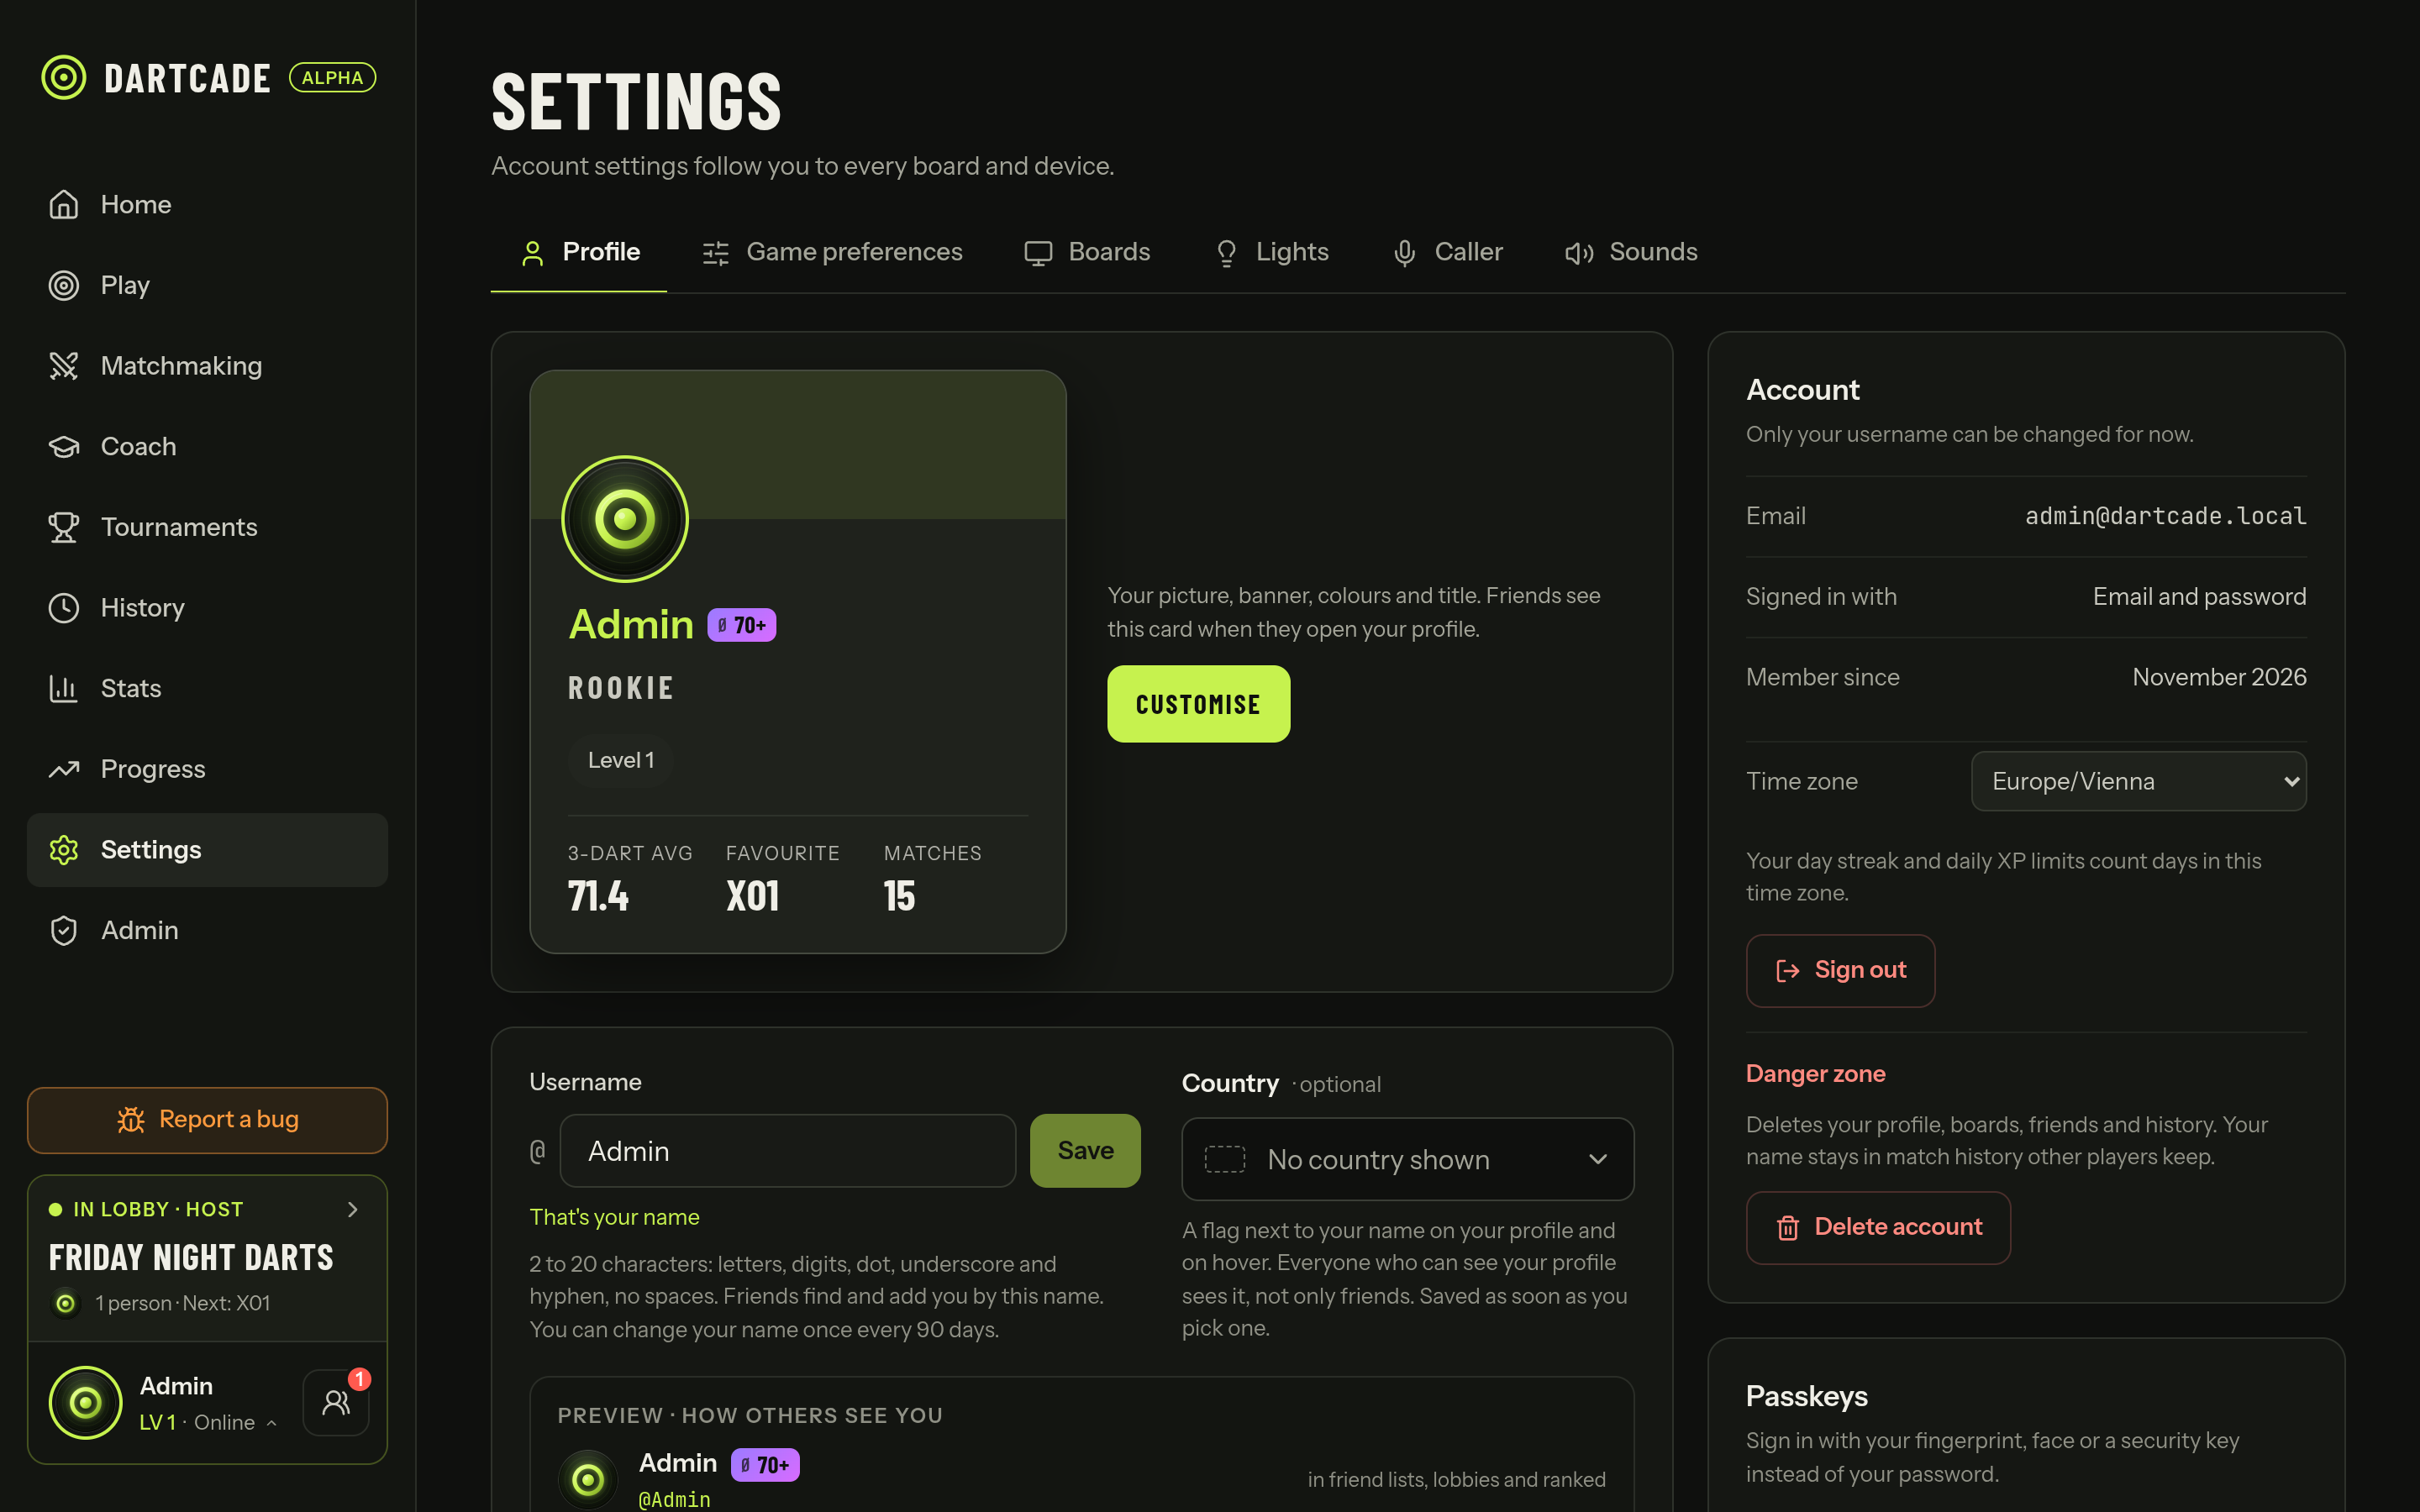 DARTCADE ALPHA
Home
Play
Matchmaking
Coach
Tournaments
History
Stats
Progress
Settings
Admin
Report a bug
IN LOBBY · HOST
FRIDAY NIGHT DARTS
1 person · Next: X01
Admin
LV 1 · Online
1
SETTINGS
Account settings follow you to every board and device.
Profile
Game preferences
Boards
Lights
Caller
Sounds
Admin
Ø 70+
ROOKIE
Level 1
3-DART AVG
71.4
FAVOURITE
X01
MATCHES
15
Your picture, banner, colours and title. Friends see
this card when they open your profile.
CUSTOMISE
Username
@ Admin
Save
That's your name
2 to 20 characters: letters, digits, dot, underscore and
hyphen, no spaces. Friends find and add you by this name.
You can change your name once every 90 days.
Country · optional
No country shown
A flag next to your name on your profile and
on hover. Everyone who can see your profile
sees it, not only friends. Saved as soon as you
pick one.
PREVIEW · HOW OTHERS SEE YOU
Admin Ø 70+
@Admin
in friend lists, lobbies and ranked
Account
Only your username can be changed for now.
Email admin@dartcade.local
Signed in with Email and password
Member since November 2026
Time zone Europe/Vienna
Your day streak and daily XP limits count days in this
time zone.
Sign out
Danger zone
Deletes your profile, boards, friends and history. Your
name stays in match history other players keep.
Delete account
Passkeys
Sign in with your fingerprint, face or a security key
instead of your password.